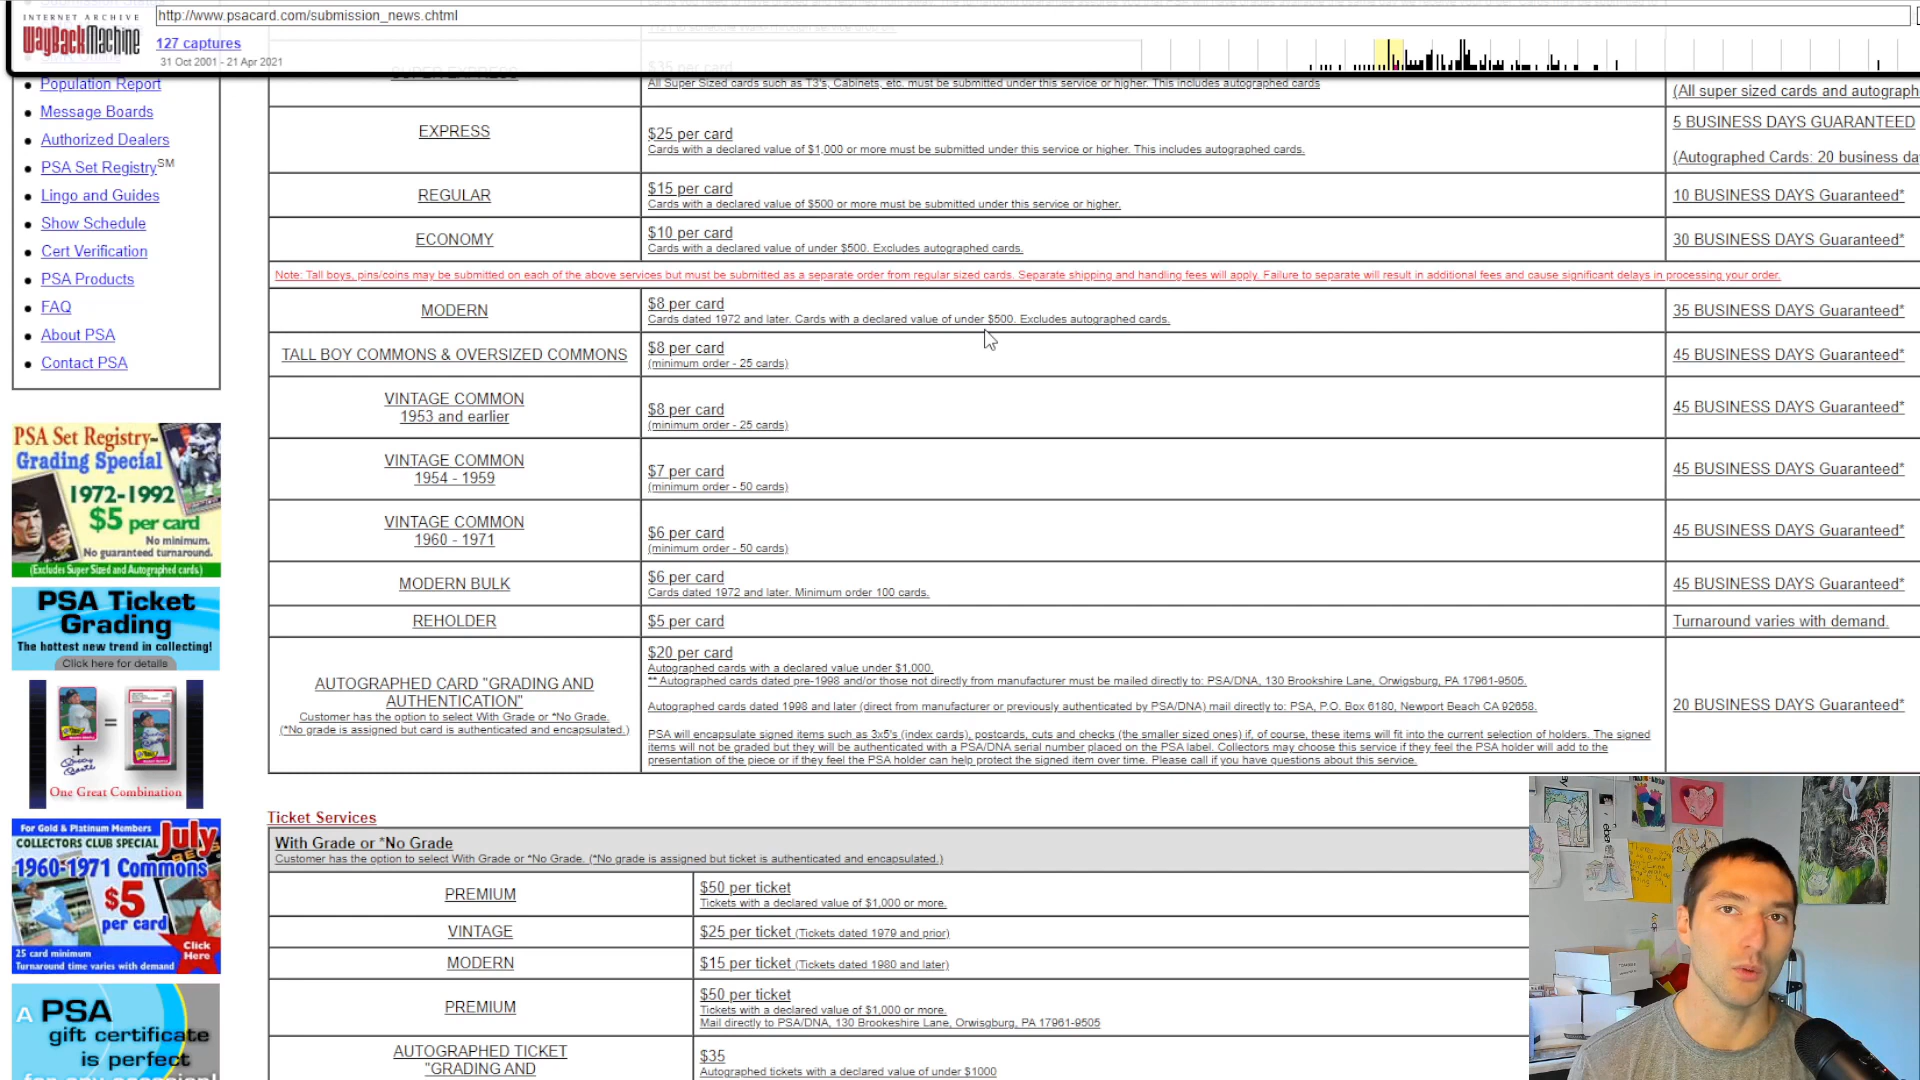 INTERNET ARCHIVE
WayBackMachine
http://www.psacard.com/submission_news.chtml
127 captures
31 Oct 2001 - 21 Apr 2021
Population Report
Message Boards
Authorized Dealers
PSA Set Registry SM
Lingo and Guides
Show Schedule
Cert Verification
PSA Products
FAQ
About PSA
Contact PSA
PSA Set Registry
Grading Special
1972-1992
$5 per card
No minimum.
No guaranteed turnaround.
(Excludes Super Sized and Autographed cards.)
PSA Ticket
Grading
The hottest new trend in collecting!
Click here for details
One Great Combination
For Gold & Platinum Members
COLLECTORS CLUB SPECIAL July
1960-1971 Commons
$5
per card
25 card minimum
Turnaround time varies with demand
Click
Here
A PSA
gift certificate
is perfect
for any occasion!
SUPER EXPRESS
$35 per card
All Super Sized cards such as T3's, Cabinets, etc. must be submitted under this service or higher. This includes autographed cards
(All super sized cards and autograph
EXPRESS
$25 per card
Cards with a declared value of $1,000 or more must be submitted under this service or higher. This includes autographed cards.
5 BUSINESS DAYS GUARANTEED
(Autographed Cards: 20 business da
REGULAR
$15 per card
Cards with a declared value of $500 or more must be submitted under this service or higher.
10 BUSINESS DAYS Guaranteed*
ECONOMY
$10 per card
Cards with a declared value of under $500. Excludes autographed cards.
30 BUSINESS DAYS Guaranteed*
Note: Tall boys, pins/coins may be submitted on each of the above services but must be submitted as a separate order from regular sized cards. Separate shipping and handling fees will apply. Failure to separate will result in additional fees and cause significant delays in processing your order.
MODERN
$8 per card
Cards dated 1972 and later. Cards with a declared value of under $500. Excludes autographed cards.
35 BUSINESS DAYS Guaranteed*
TALL BOY COMMONS & OVERSIZED COMMONS
$8 per card
(minimum order - 25 cards)
45 BUSINESS DAYS Guaranteed*
VINTAGE COMMON
1953 and earlier
$8 per card
(minimum order - 25 cards)
45 BUSINESS DAYS Guaranteed*
VINTAGE COMMON
1954 - 1959
$7 per card
(minimum order - 50 cards)
45 BUSINESS DAYS Guaranteed*
VINTAGE COMMON
1960 - 1971
$6 per card
(minimum order - 50 cards)
45 BUSINESS DAYS Guaranteed*
MODERN BULK
$6 per card
Cards dated 1972 and later. Minimum order 100 cards.
45 BUSINESS DAYS Guaranteed*
REHOLDER
$5 per card
Turnaround varies with demand.
AUTOGRAPHED CARD "GRADING AND
AUTHENTICATION"
Customer has the option to select With Grade or *No Grade.
(*No grade is assigned but card is authenticated and encapsulated.)
$20 per card
Autographed cards with a declared value under $1,000.
** Autographed cards dated pre-1998 and/or those not directly from manufacturer must be mailed directly to: PSA/DNA, 130 Brookshire Lane, Orwigsburg, PA 17961-9505.
Autographed cards dated 1998 and later (direct from manufacturer or previously authenticated by PSA/DNA) mail directly to: PSA, P.O. Box 6180, Newport Beach CA 92658.
PSA will encapsulate signed items such as 3x5's (index cards), postcards, cuts and checks (the smaller sized ones) if, of course, these items will fit into the current selection of holders. The signed
items will not be graded but they will be authenticated with a PSA/DNA serial number placed on the PSA label. Collectors may choose this service if they feel the PSA holder will add to the
presentation of the piece or if they feel the PSA holder can help protect the signed item over time. Please call if you have questions about this service.
20 BUSINESS DAYS Guaranteed*
Ticket Services
With Grade or *No Grade
Customer has the option to select With Grade or *No Grade. (*No grade is assigned but ticket is authenticated and encapsulated.)
PREMIUM
$50 per ticket
Tickets with a declared value of $1,000 or more.
VINTAGE
$25 per ticket (Tickets dated 1979 and prior)
MODERN
$15 per ticket (Tickets dated 1980 and later)
PREMIUM
$50 per ticket
Tickets with a declared value of $1,000 or more.
Mail directly to PSA/DNA, 130 Brookeshire Lane, Orwisgburg, PA 17961-9505
AUTOGRAPHED TICKET
"GRADING AND
$35
Autographed tickets with a declared value of under $1000